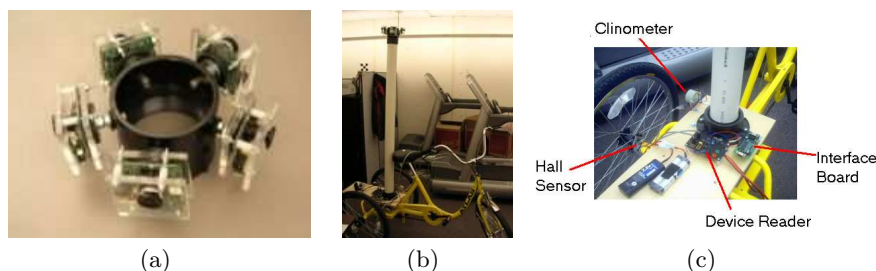 Clinometer
Hall
Sensor
Interface
Board
Device Reader
(a)
(b)
(c)